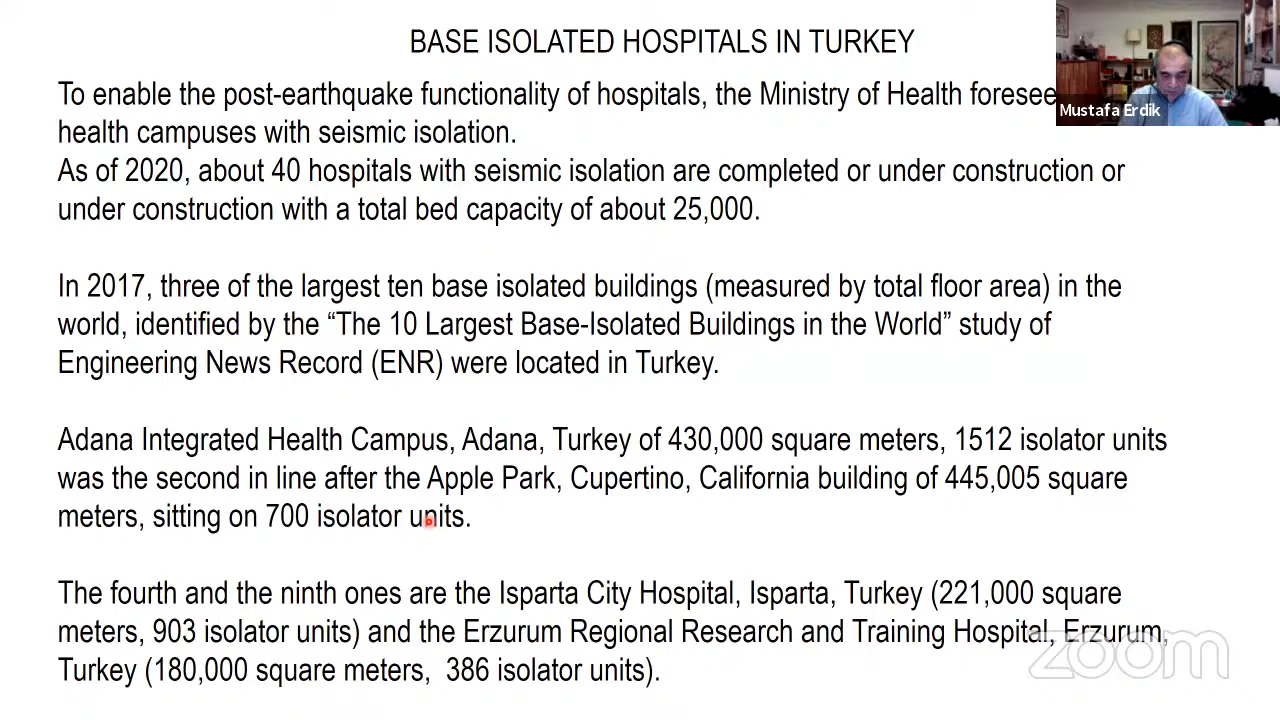 BASE ISOLATED HOSPITALS IN TURKEY
To enable the post-earthquake functionality of hospitals, the Ministry of Health foresee
health campuses with seismic isolation.
As of 2020, about 40 hospitals with seismic isolation are completed or under construction or
under construction with a total bed capacity of about 25,000.
In 2017, three of the largest ten base isolated buildings (measured by total floor area) in the
world, identified by the “The 10 Largest Base-Isolated Buildings in the World” study of
Engineering News Record (ENR) were located in Turkey.
Adana Integrated Health Campus, Adana, Turkey of 430,000 square meters, 1512 isolator units
was the second in line after the Apple Park, Cupertino, California building of 445,005 square
meters, sitting on 700 isolator units.
The fourth and the ninth ones are the Isparta City Hospital, Isparta, Turkey (221,000 square
meters, 903 isolator units) and the Erzurum Regional Research and Training Hospital, Erzurum,
Turkey (180,000 square meters, 386 isolator units).
Mustafa Erdik
zoom